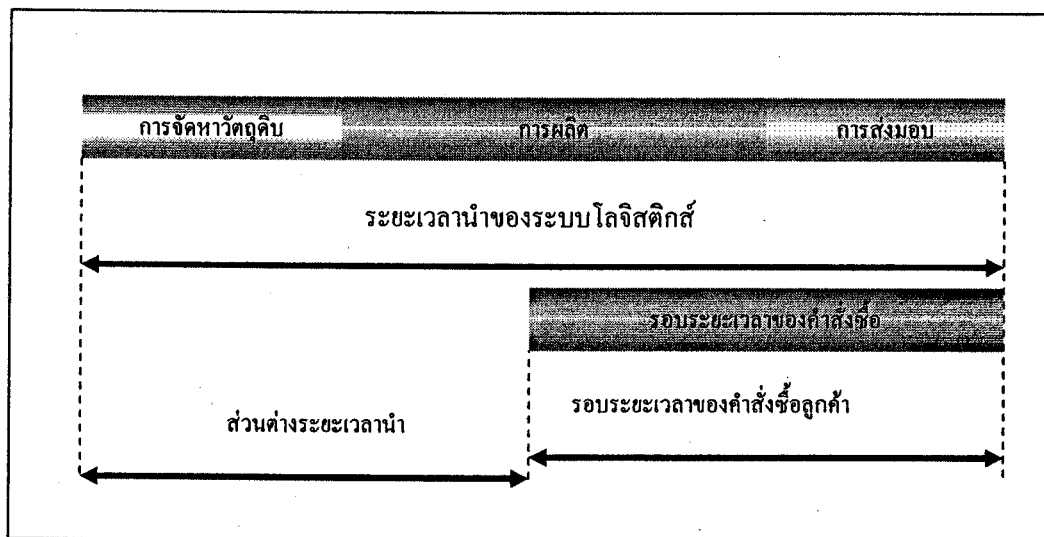 การจัดหาวัตถุดิบ การผลิต การส่งมอบ
ระยะเวลานำของระบบโลจิสติกส์
รอบระยะเวลาของคำสั่งซื้อ
รอบระยะเวลาของคำสั่งซื้อลูกค้า
ส่วนต่างระยะเวลานำ